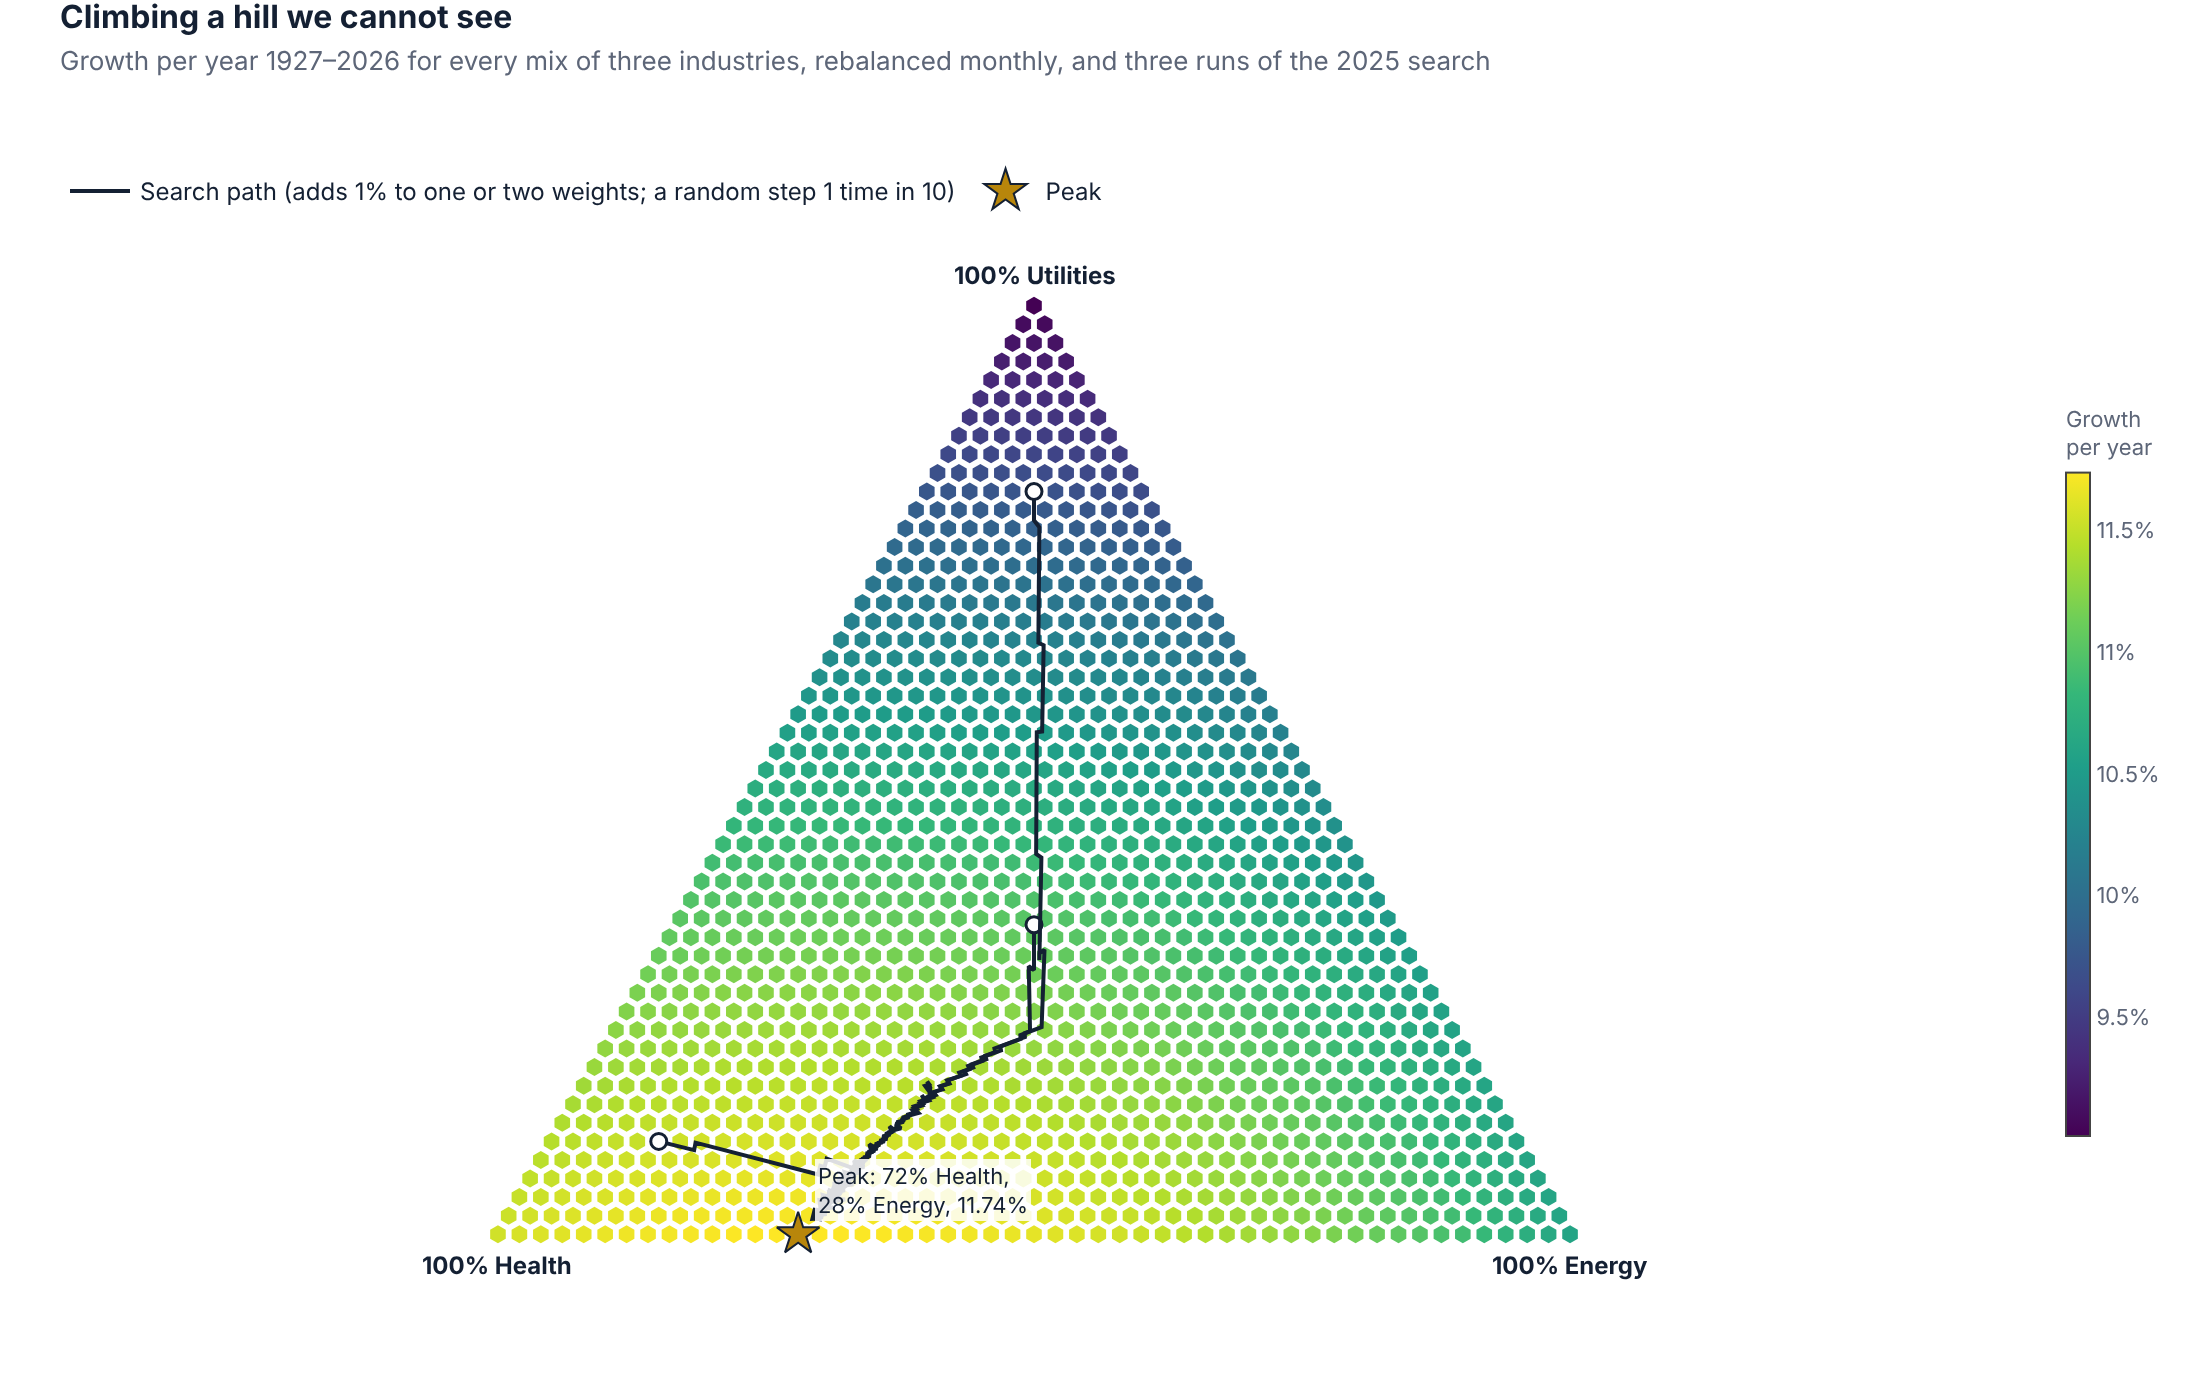 Climbing a hill we cannot see
Growth per year 1927–2026 for every mix of three industries, rebalanced monthly, and three runs of the 2025 search
Search path (adds 1% to one or two weights; a random step 1 time in 10)
Peak
100% Utilities
Growth
per year
11.5%
11%
10.5%
10%
9.5%
Peak: 72% Health,
28% Energy, 11.74%
100% Health
100% Energy